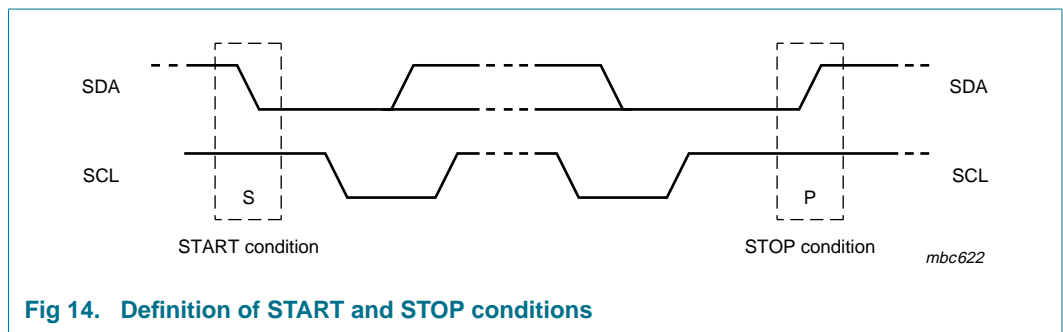 SDA SDA
SCL SCL
S P
START condition STOP condition
mbc622
Fig 14. Definition of START and STOP conditions